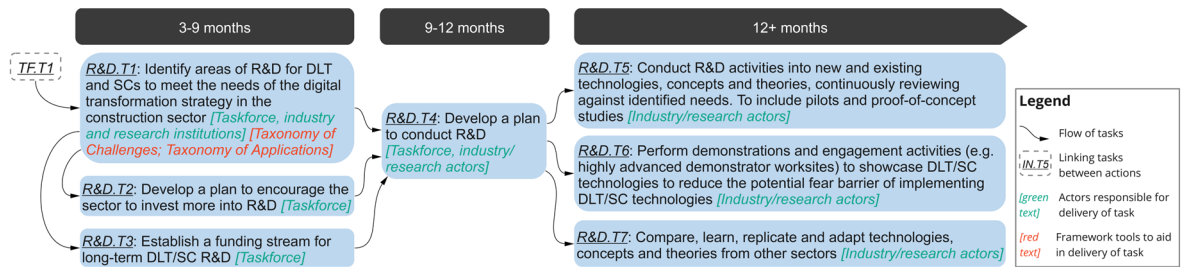 3-9 months
9-12 months
12+ months
TF.T1
R&D.T1: Identify areas of R&D for DLT
and SCs to meet the needs of the digital
transformation strategy in the
construction sector [Taskforce, industry
and research institutions] [Taxonomy of
Challenges; Taxonomy of Applications]
R&D.T2: Develop a plan to encourage the
sector to invest more into R&D [Taskforce]
R&D.T3: Establish a funding stream for
long-term DLT/SC R&D [Taskforce]
R&D.T4: Develop a plan
to conduct R&D
[Taskforce, industry/
research actors]
R&D.T5: Conduct R&D activities into new and existing
technologies, concepts and theories, continuously reviewing
against identified needs. To include pilots and proof-of-concept
studies [Industry/research actors]
R&D.T6: Perform demonstrations and engagement activities (e.g.
highly advanced demonstrator worksites) to showcase DLT/SC
technologies to reduce the potential fear barrier of implementing
DLT/SC technologies [Industry/research actors]
R&D.T7: Compare, learn, replicate and adapt technologies,
concepts and theories from other sectors [Industry/research actors]
Legend
Flow of tasks
IN.T5
Linking tasks
between actions
[green
text]
Actors responsible for
delivery of task
[red
text]
Framework tools to aid
in delivery of task